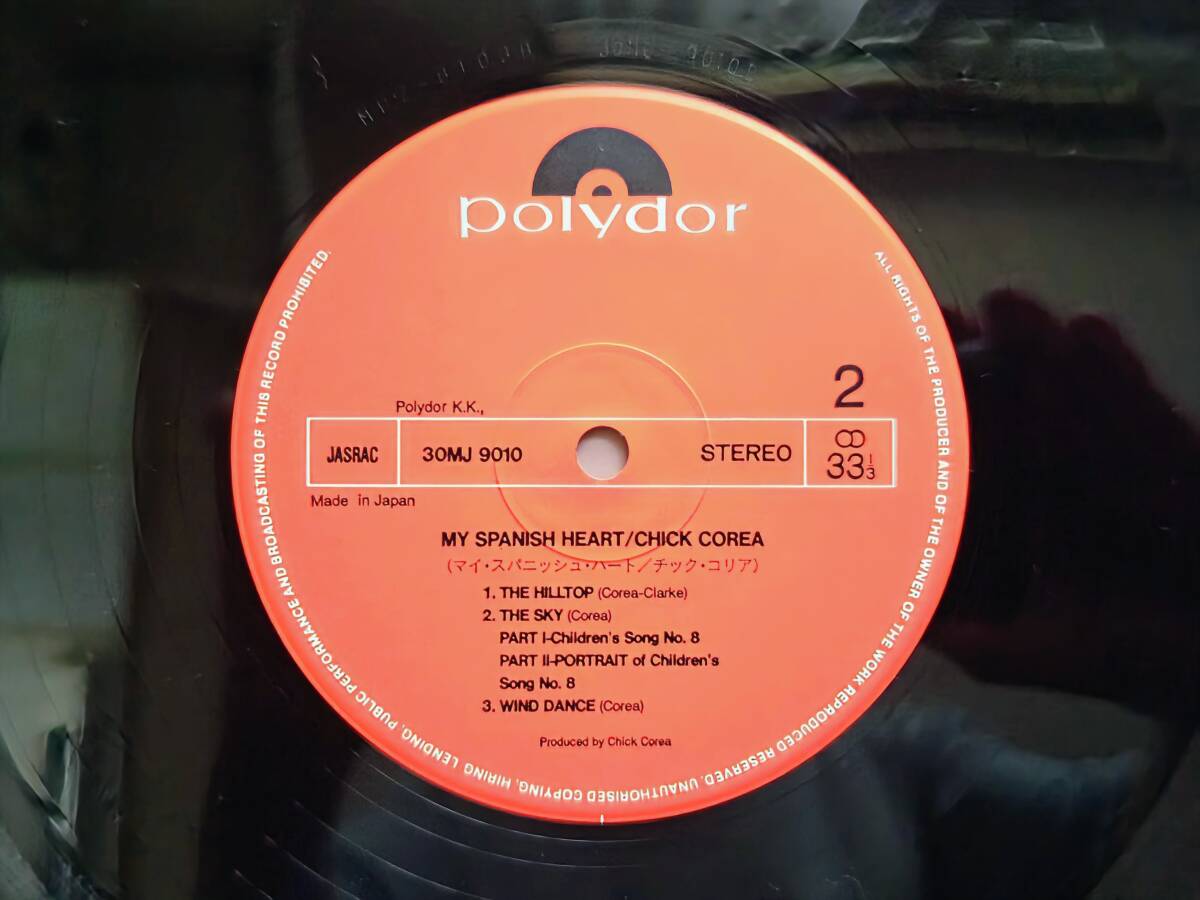 polydor
ALL RIGHTS OF THE PRODUCER AND OF THE OWNER OF THE WORK REPRODUCED RESERVED. UNAUTHORISED COPYING, HIRING, LENDING, PUBLIC PERFORMANCE AND BROADCASTING OF THIS RECORD PROHIBITED.
2
Polydor K.K.,
JASRAC 30MJ 9010 STEREO 33 1/3
Made in Japan
MY SPANISH HEART/CHICK COREA
(マイ・スパニッシュ・ハート／チック・コリア)
1. THE HILLTOP (Corea-Clarke)
2. THE SKY (Corea)
PART I-Children's Song No. 8
PART II-PORTRAIT of Children's
Song No. 8
3. WIND DANCE (Corea)
Produced by Chick Corea